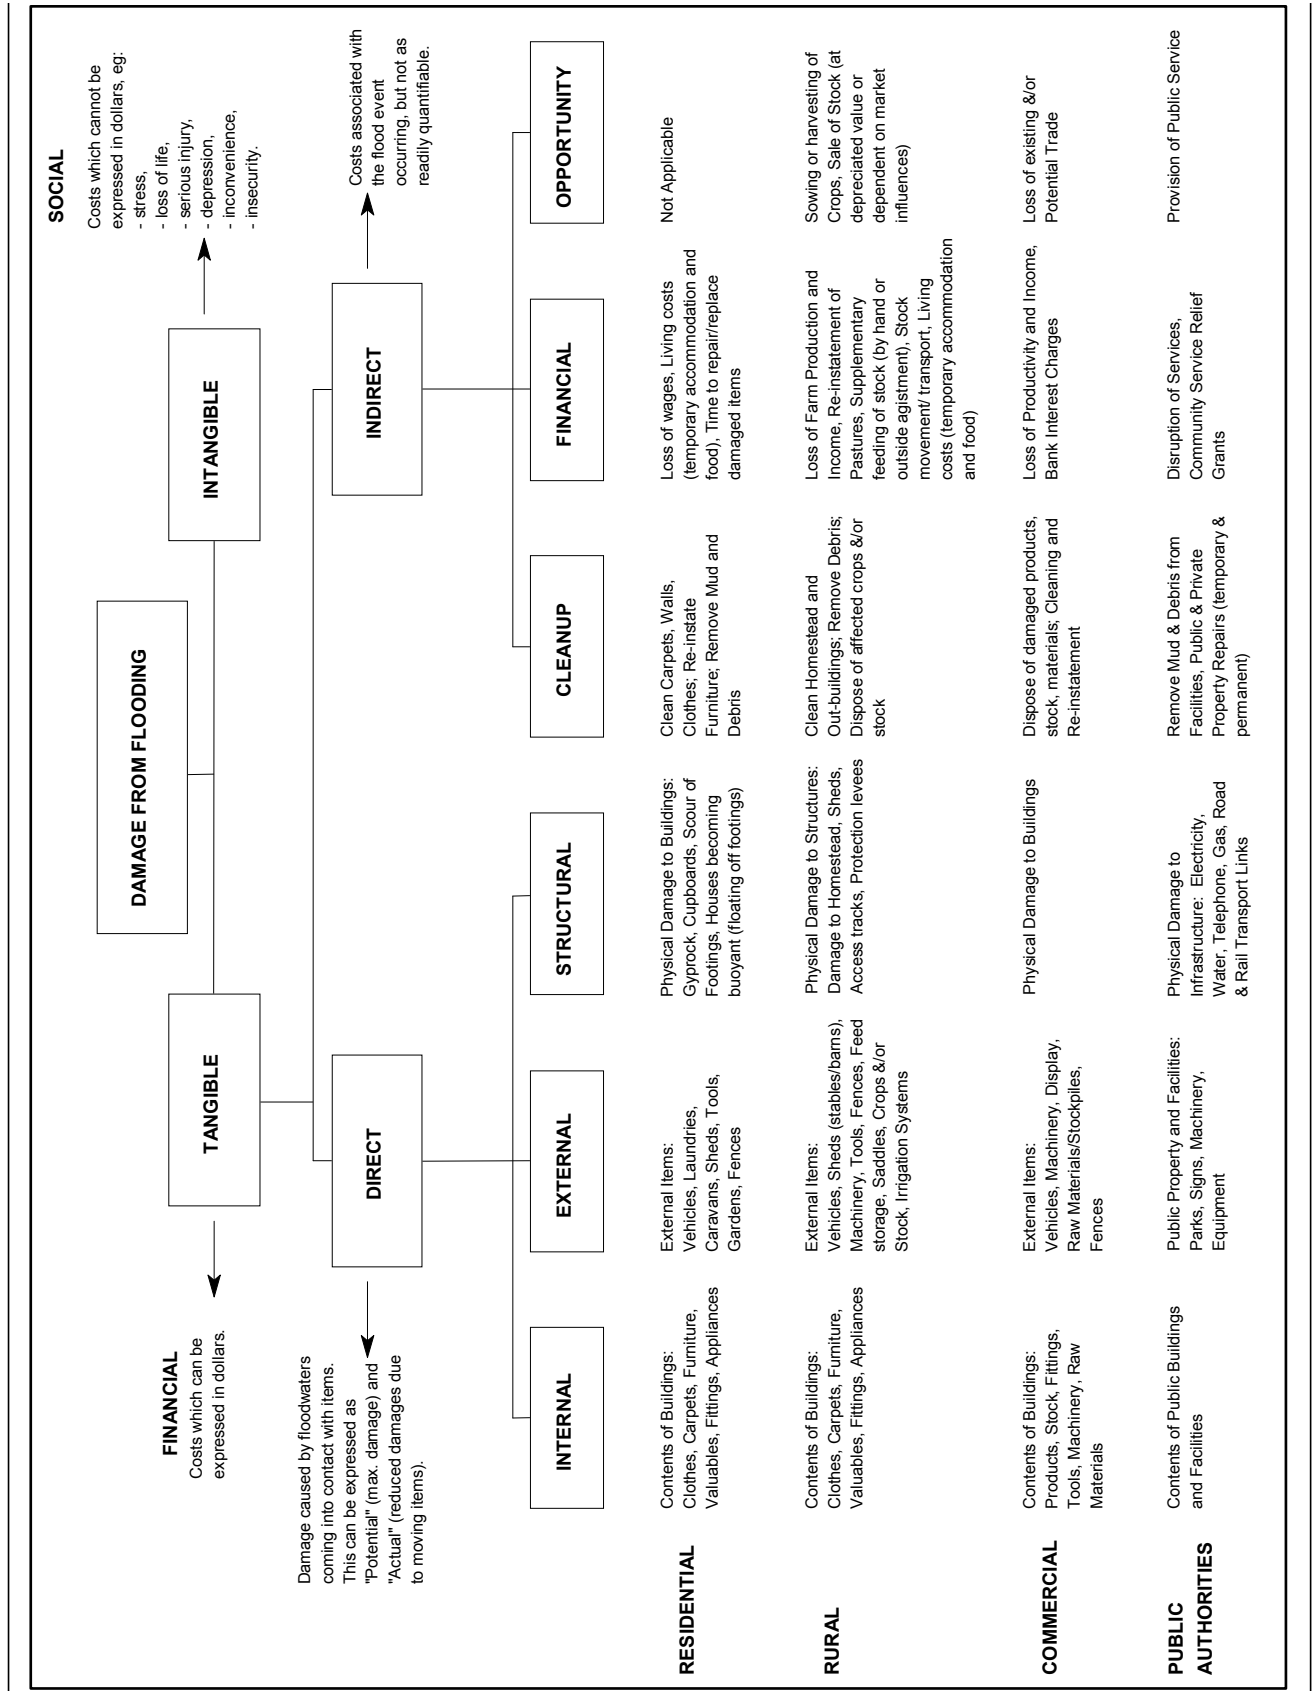 DAMAGE FROM FLOODING
FINANCIAL
Costs which can be
expressed in dollars.
TANGIBLE
INTANGIBLE
SOCIAL
Costs which cannot be
expressed in dollars, eg:
- stress,
- loss of life,
- serious injury,
- depression,
- inconvenience,
- insecurity.
Damage caused by floodwaters
coming into contact with items.
This can be expressed as
"Potential" (max. damage) and
"Actual" (reduced damages due
to moving items).
DIRECT
INDIRECT
Costs associated with
the flood event
occurring, but not as
readily quantifiable.
INTERNAL
EXTERNAL
STRUCTURAL
CLEANUP
FINANCIAL
OPPORTUNITY
RESIDENTIAL
Contents of Buildings:
Clothes, Carpets, Furniture,
Valuables, Fittings, Appliances
External Items:
Vehicles, Laundries,
Caravans, Sheds, Tools,
Gardens, Fences
Physical Damage to Buildings:
Gyprock, Cupboards, Scour of
Footings, Houses becoming
buoyant (floating off footings)
Clean Carpets, Walls,
Clothes; Re-instate
Furniture; Remove Mud and
Debris
Loss of wages, Living costs
(temporary accommodation and
food), Time to repair/replace
damaged items
Not Applicable
RURAL
Contents of Buildings:
Clothes, Carpets, Furniture,
Valuables, Fittings, Appliances
External Items:
Vehicles, Sheds (stables/barns),
Machinery, Tools, Fences, Feed
storage, Saddles, Crops &/or
Stock, Irrigation Systems
Physical Damage to Structures:
Damage to Homestead, Sheds,
Access tracks, Protection levees
Clean Homestead and
Out-buildings; Remove Debris;
Dispose of affected crops &/or
stock
Loss of Farm Production and
Income, Re-instatement of
Pastures, Supplementary
feeding of stock (by hand or
outside agistment), Stock
movement/ transport, Living
costs (temporary accommodation
and food)
Sowing or harvesting of
Crops, Sale of Stock (at
depreciated value or
dependent on market
influences)
COMMERCIAL
Contents of Buildings:
Products, Stock, Fittings,
Tools, Machinery, Raw
Materials
External Items:
Vehicles, Machinery, Display,
Raw Materials/Stockpiles,
Fences
Physical Damage to Buildings
Dispose of damaged products,
stock, materials; Cleaning and
Re-instatement
Loss of Productivity and Income,
Bank Interest Charges
Loss of existing &/or
Potential Trade
PUBLIC
AUTHORITIES
Contents of Public Buildings
and Facilities
Public Property and Facilities:
Parks, Signs, Machinery,
Equipment
Physical Damage to
Infrastructure: Electricity,
Water, Telephone, Gas, Road
& Rail Transport Links
Remove Mud & Debris from
Facilities, Public & Private
Property Repairs (temporary &
permanent)
Disruption of Services,
Community Service Relief
Grants
Provision of Public Service